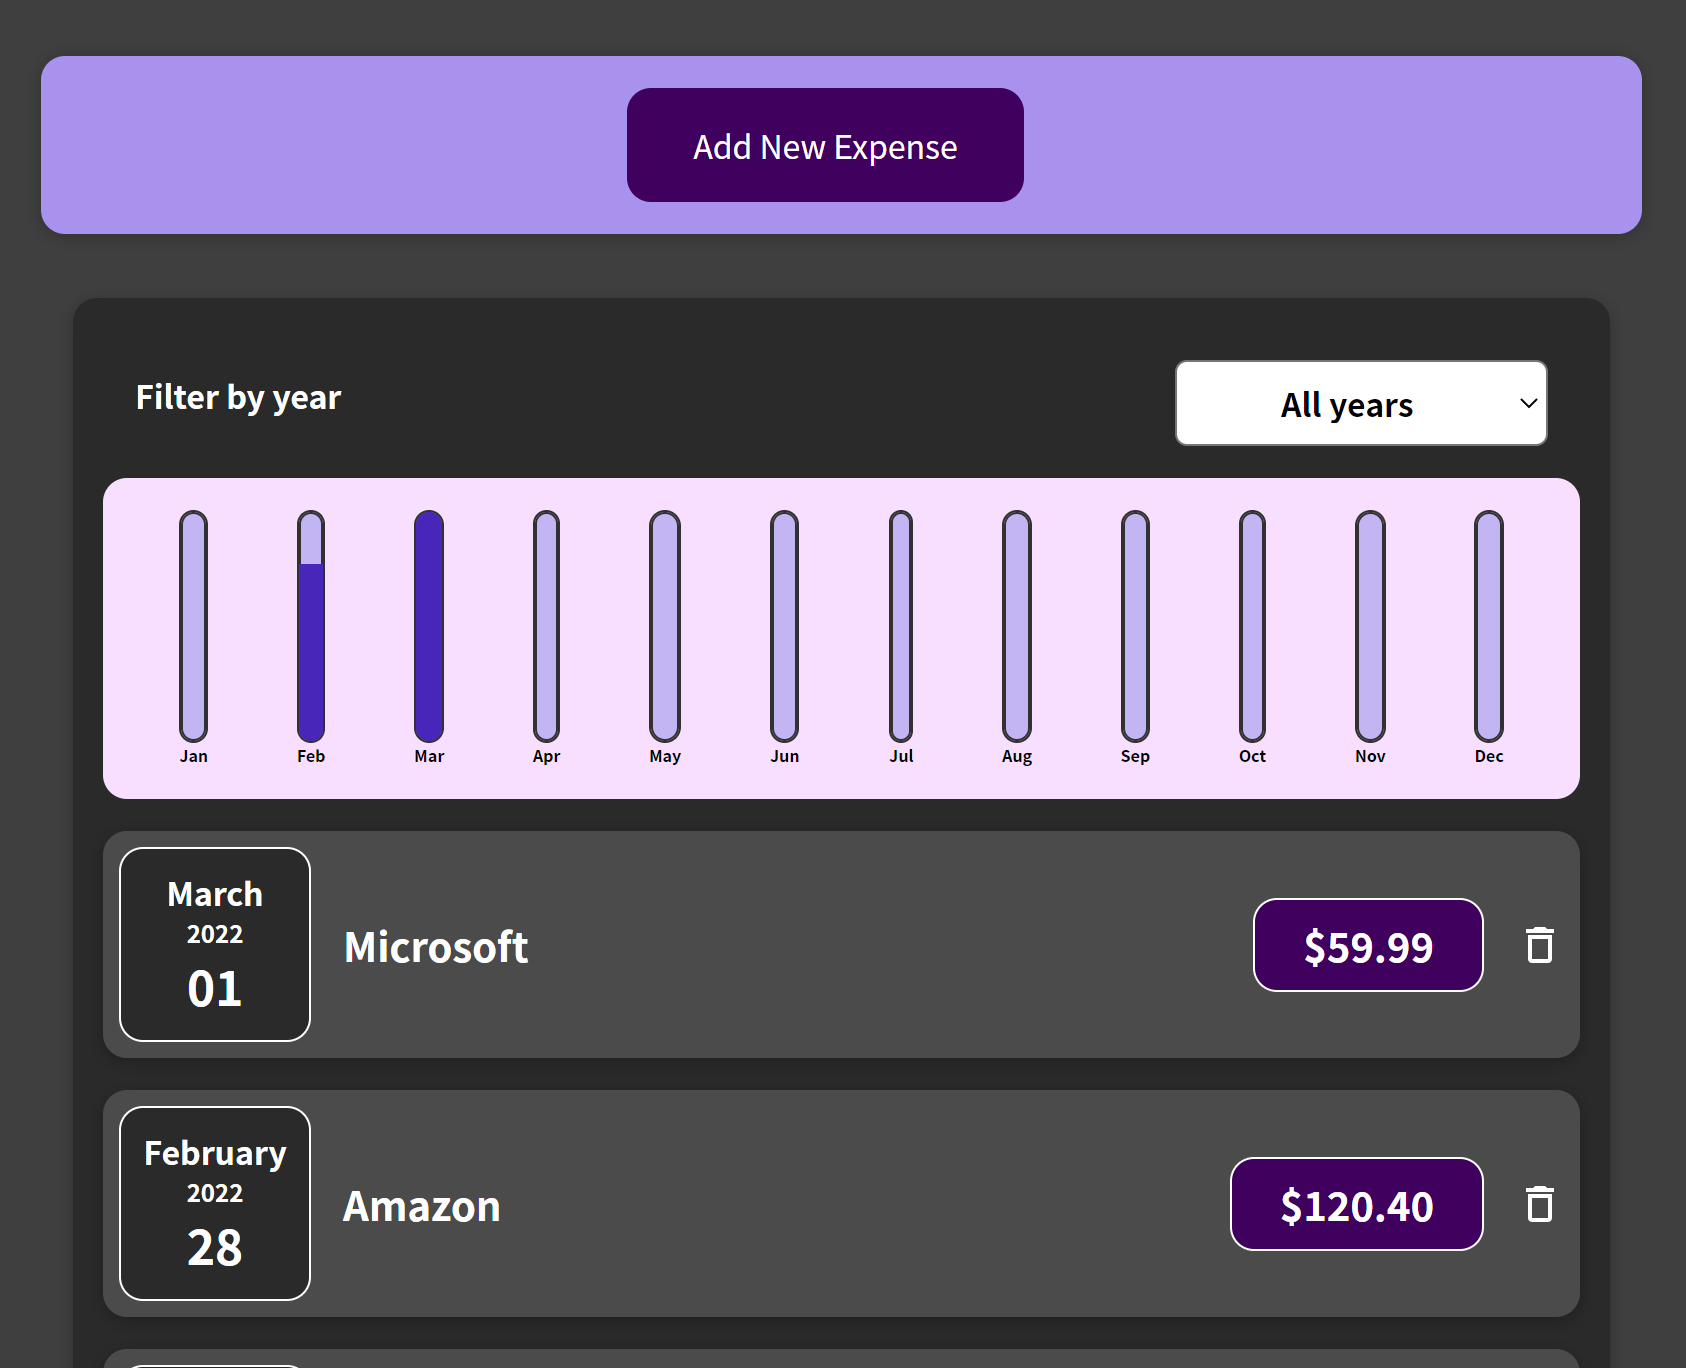 Add New Expense
Filter by year
All years
Jan Feb Mar Apr May Jun Jul Aug Sep Oct Nov Dec
March
2022
01
Microsoft
$59.99
February
2022
28
Amazon
$120.40